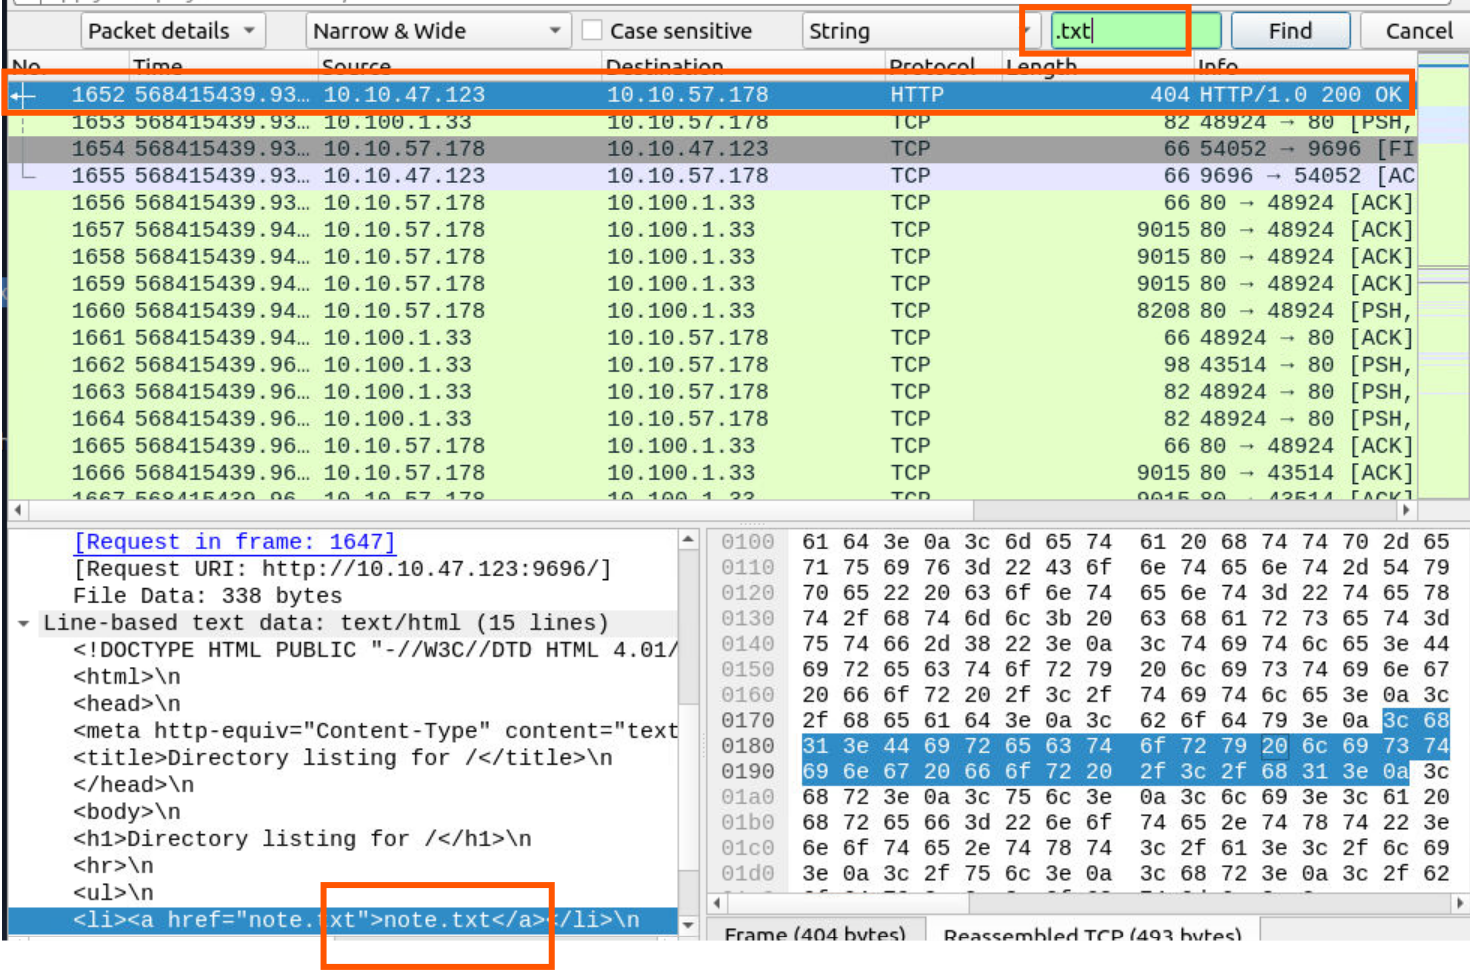 Packet details Narrow & Wide Case sensitive String .txt Find Cancel
No. Time Source Destination Protocol Length Info
1652 568415439.93… 10.10.47.123 10.10.57.178 HTTP 404 HTTP/1.0 200 OK
1653 568415439.93… 10.100.1.33 10.10.57.178 TCP 82 48924 → 80 [PSH,
1654 568415439.93… 10.10.57.178 10.10.47.123 TCP 66 54052 → 9696 [FI
1655 568415439.93… 10.10.47.123 10.10.57.178 TCP 66 9696 → 54052 [AC
1656 568415439.93… 10.10.57.178 10.100.1.33 TCP 66 80 → 48924 [ACK]
1657 568415439.94… 10.10.57.178 10.100.1.33 TCP 9015 80 → 48924 [ACK]
1658 568415439.94… 10.10.57.178 10.100.1.33 TCP 9015 80 → 48924 [ACK]
1659 568415439.94… 10.10.57.178 10.100.1.33 TCP 9015 80 → 48924 [ACK]
1660 568415439.94… 10.10.57.178 10.100.1.33 TCP 8208 80 → 48924 [PSH,
1661 568415439.94… 10.100.1.33 10.10.57.178 TCP 66 48924 → 80 [ACK]
1662 568415439.96… 10.100.1.33 10.10.57.178 TCP 98 43514 → 80 [PSH,
1663 568415439.96… 10.100.1.33 10.10.57.178 TCP 82 48924 → 80 [PSH,
1664 568415439.96… 10.100.1.33 10.10.57.178 TCP 82 48924 → 80 [PSH,
1665 568415439.96… 10.10.57.178 10.100.1.33 TCP 66 80 → 48924 [ACK]
1666 568415439.96… 10.10.57.178 10.100.1.33 TCP 9015 80 → 43514 [ACK]
1667 568415439.96… 10.10.57.178 10.100.1.33 TCP 9015 80 → 43514 [ACK]
[Request in frame: 1647]
[Request URI: http://10.10.47.123:9696/]
File Data: 338 bytes
Line-based text data: text/html (15 lines)
<!DOCTYPE HTML PUBLIC "-//W3C//DTD HTML 4.01/
<html>\n
<head>\n
<meta http-equiv="Content-Type" content="text
<title>Directory listing for /</title>\n
</head>\n
<body>\n
<h1>Directory listing for /</h1>\n
<hr>\n
<ul>\n
<li><a href="note.txt">note.txt</a></li>\n
0100 61 64 3e 0a 3c 6d 65 74 61 20 68 74 74 70 2d 65
0110 71 75 69 76 3d 22 43 6f 6e 74 65 6e 74 2d 54 79
0120 70 65 22 20 63 6f 6e 74 65 6e 74 3d 22 74 65 78
0130 74 2f 68 74 6d 6c 3b 20 63 68 61 72 73 65 74 3d
0140 75 74 66 2d 38 22 3e 0a 3c 74 69 74 6c 65 3e 44
0150 69 72 65 63 74 6f 72 79 20 6c 69 73 74 69 6e 67
0160 20 66 6f 72 20 2f 3c 2f 74 69 74 6c 65 3e 0a 3c
0170 2f 68 65 61 64 3e 0a 3c 62 6f 64 79 3e 0a 3c 68
0180 31 3e 44 69 72 65 63 74 6f 72 79 20 6c 69 73 74
0190 69 6e 67 20 66 6f 72 20 2f 3c 2f 68 31 3e 0a 3c
01a0 68 72 3e 0a 3c 75 6c 3e 0a 3c 6c 69 3e 3c 61 20
01b0 68 72 65 66 3d 22 6e 6f 74 65 2e 74 78 74 22 3e
01c0 6e 6f 74 65 2e 74 78 74 3c 2f 61 3e 3c 2f 6c 69
01d0 3e 0a 3c 2f 75 6c 3e 0a 3c 68 72 3e 0a 3c 2f 62
Frame (404 bytes) Reassembled TCP (493 bytes)